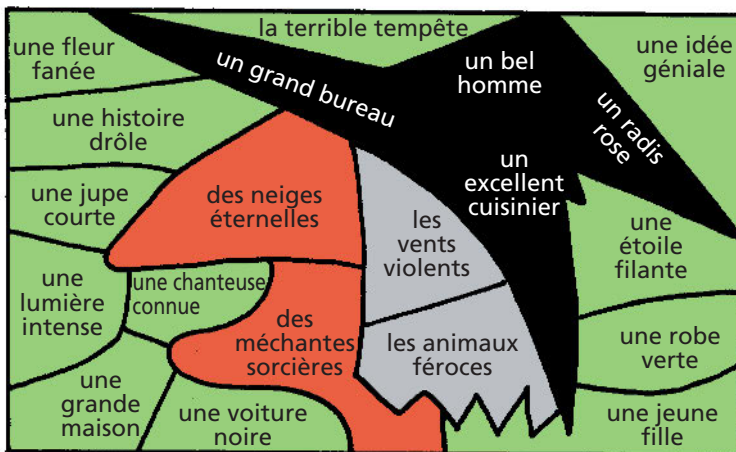 la terrible tempête
une fleur
fanée
un grand bureau
un bel
homme
une idée
géniale
un radis
rose
une histoire
drôle
une jupe
courte
des neiges
éternelles
un
excellent
cuisinier
les
vents
violents
une
étoile
filante
une
lumière
intense
une chanteuse
connue
des
méchantes
sorcières
les animaux
féroces
une robe
verte
une
grande
maison
une voiture
noire
une jeune
fille